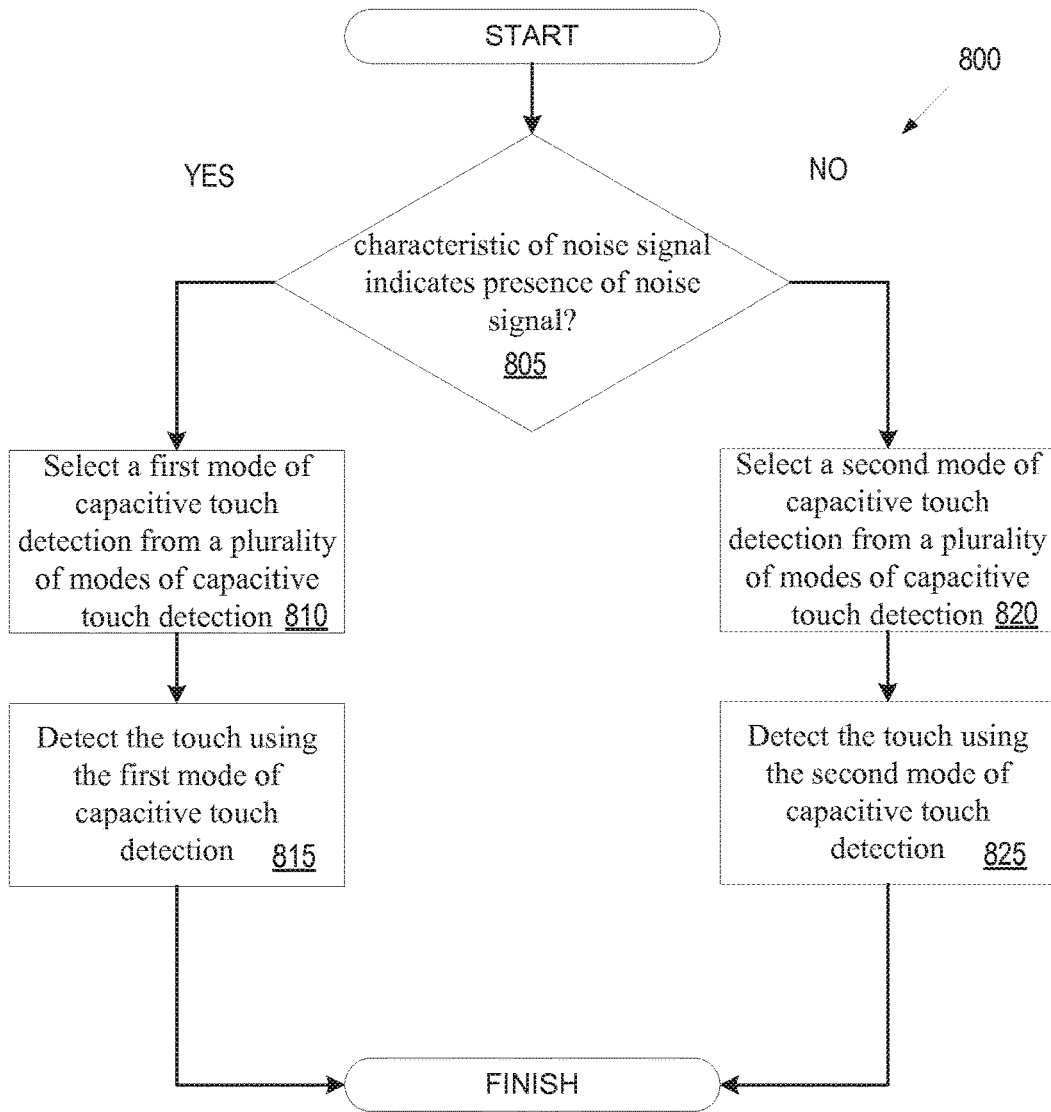 START
800
YES
NO
characteristic of noise signal
indicates presence of noise
signal?
805
Select a first mode of
capacitive touch
detection from a plurality
of modes of capacitive
touch detection 810
Select a second mode of
capacitive touch
detection from a plurality
of modes of capacitive
touch detection 820
Detect the touch using
the first mode of
capacitive touch
detection 815
Detect the touch using
the second mode of
capacitive touch
detection 825
FINISH